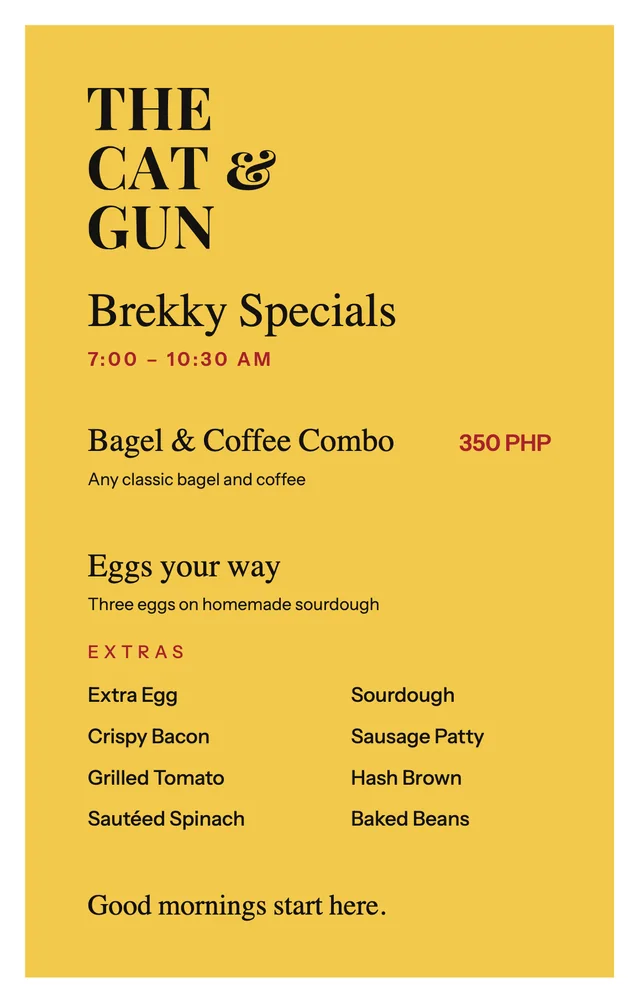 THE
CAT &
GUN
Brekky Specials
7:00 – 10:30 AM
Bagel & Coffee Combo 350 PHP
Any classic bagel and coffee
Eggs your way
Three eggs on homemade sourdough
EXTRAS
Extra Egg Sourdough
Crispy Bacon Sausage Patty
Grilled Tomato Hash Brown
Sautéed Spinach Baked Beans
Good mornings start here.